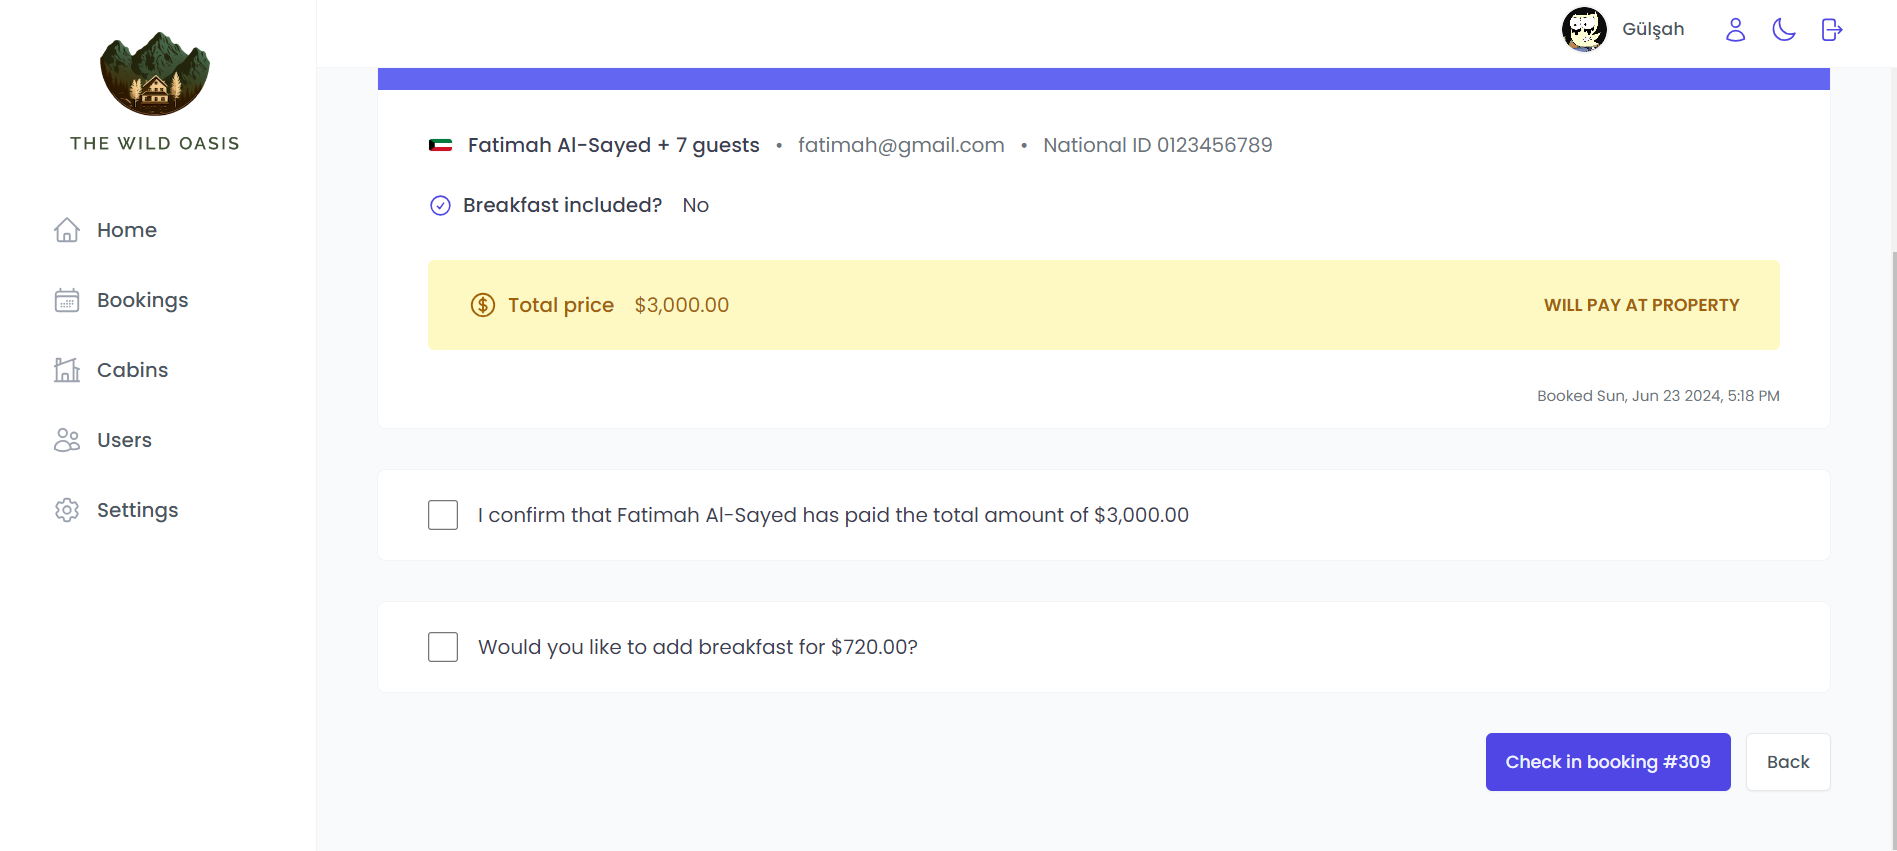 Gülşah
THE WILD OASIS
Home
Bookings
Cabins
Users
Settings
Fatimah Al-Sayed + 7 guests • fatimah@gmail.com • National ID 0123456789
Breakfast included? No
Total price $3,000.00 WILL PAY AT PROPERTY
Booked Sun, Jun 23 2024, 5:18 PM
I confirm that Fatimah Al-Sayed has paid the total amount of $3,000.00
Would you like to add breakfast for $720.00?
Check in booking #309 Back